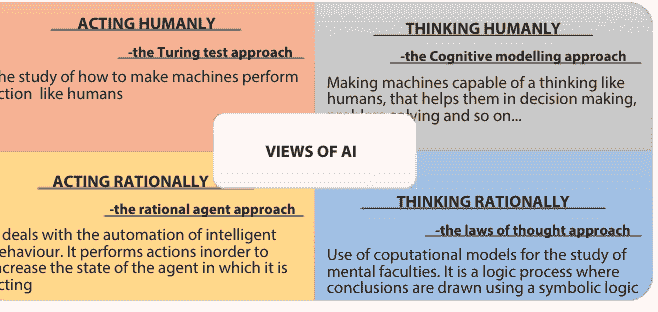 ACTING HUMANLY
-the Turing test approach
he study of how to make machines perform
ction like humans
THINKING HUMANLY
-the Cognitive modelling approach
Making machines capable of a thinking like
humans, that helps them in decision making,
solving and so on...
VIEWS OF AI
ACTING RATIONALLY
-the rational agent approach
deals with the automation of intelligent
ehaviour. It performs actions inorder to
ncrease the state of the agent in which it is
cting
THINKING RATIONALLY
-the laws of thought approach
Use of coputational models for the study of
mental faculties. It is a logic process where
conclusions are drawn using a symbolic logic